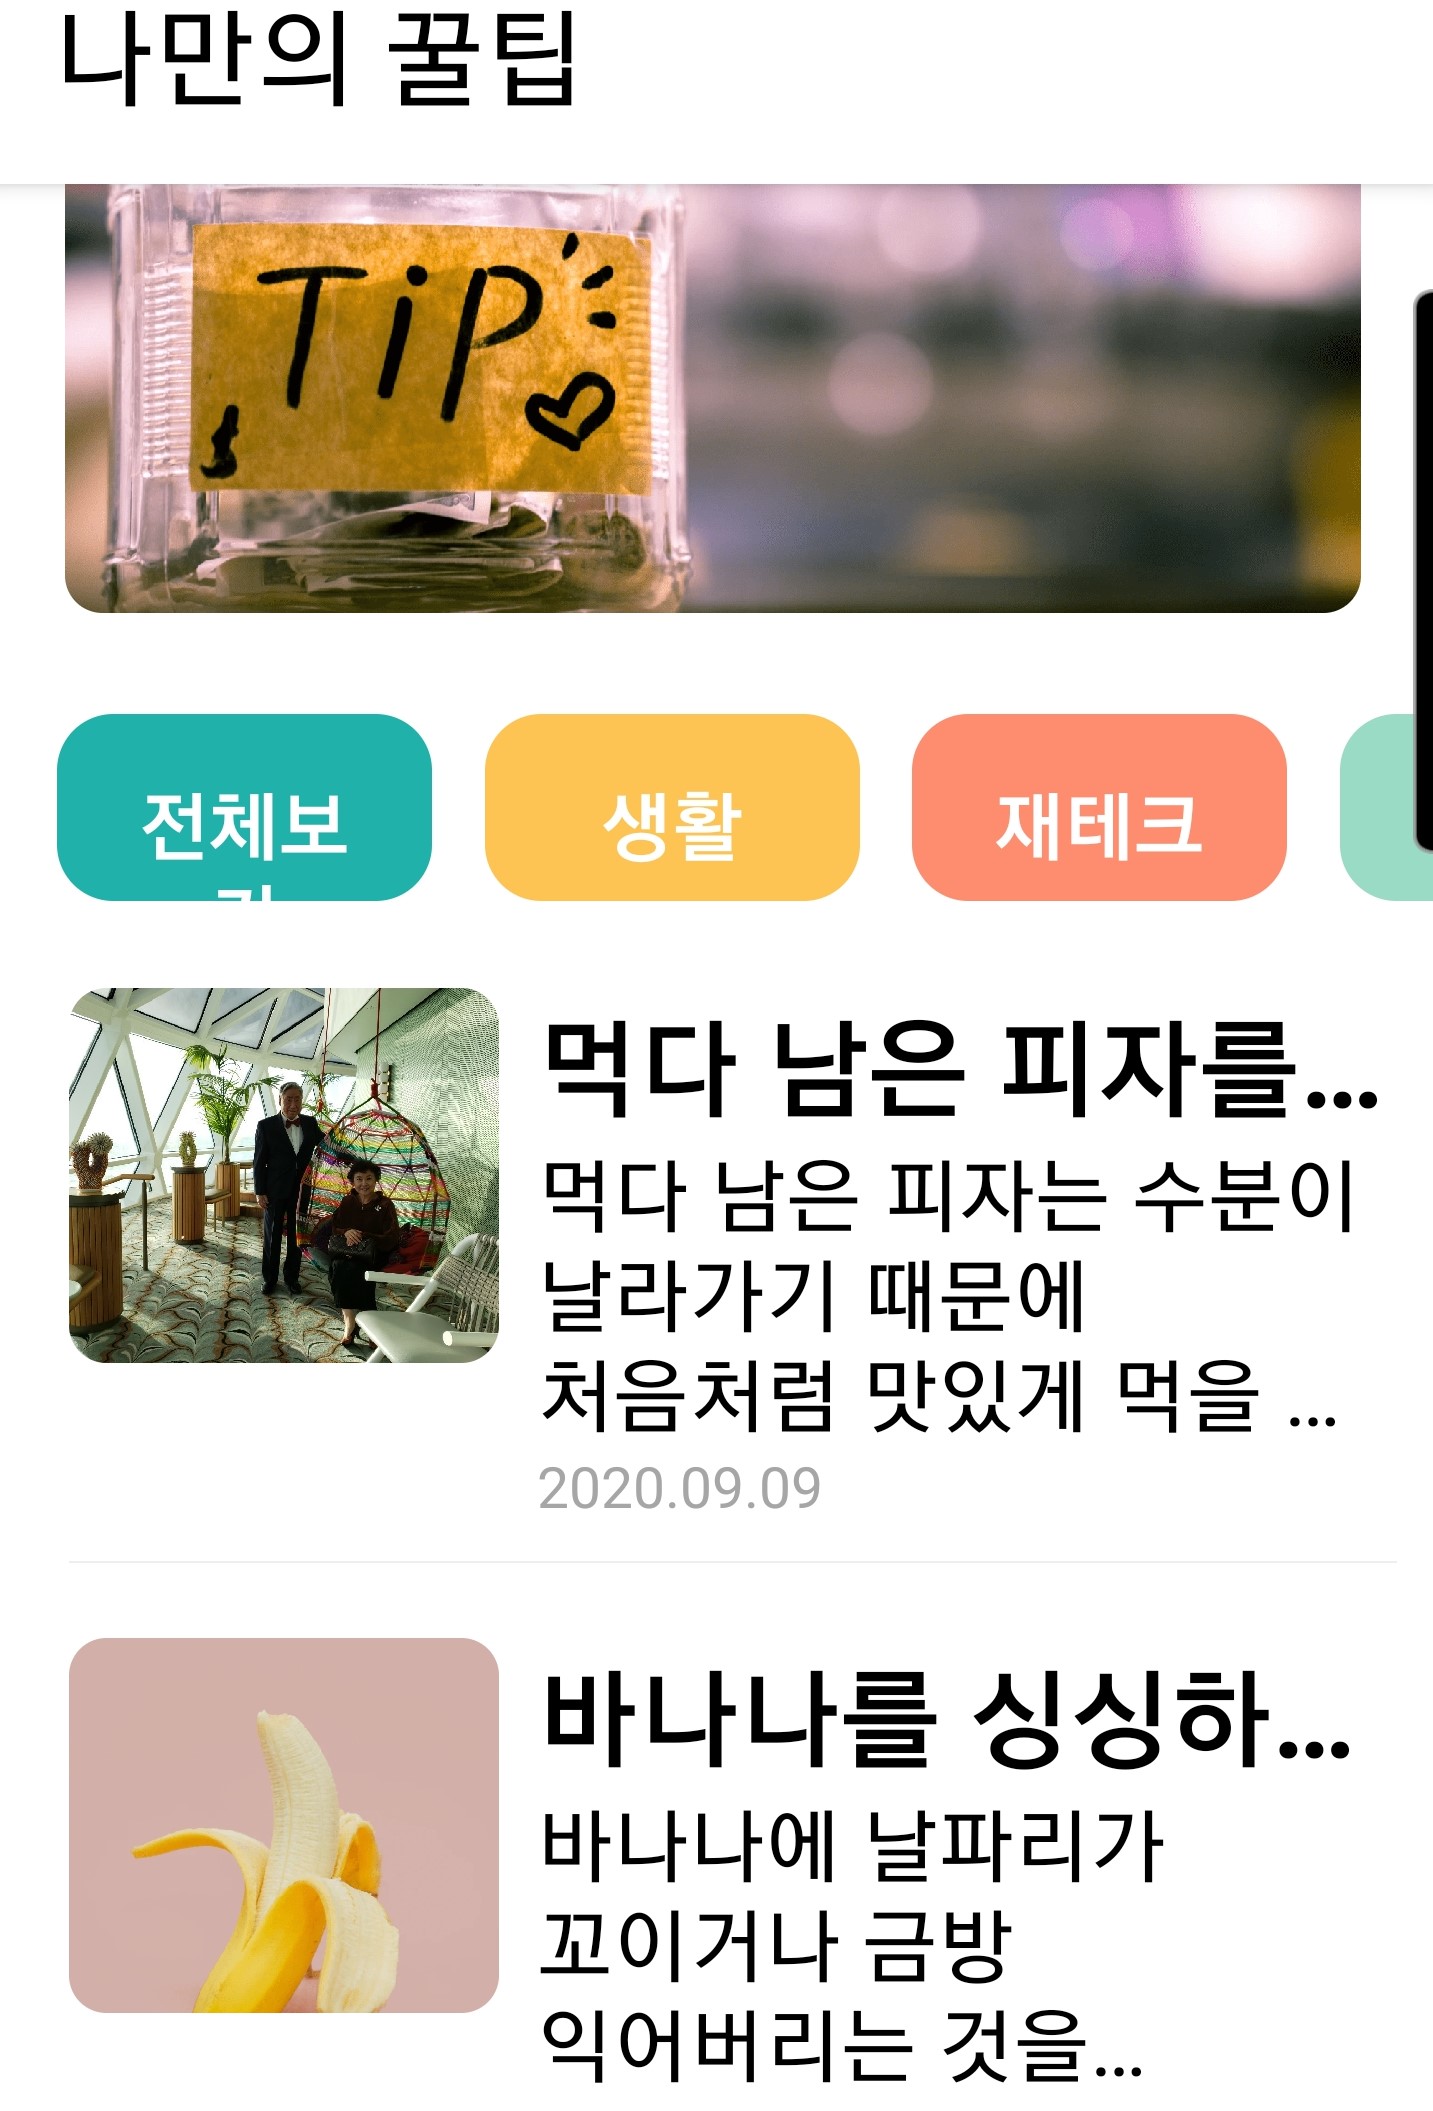 나만의 꿀팁
TiP
전체보
생활
재테크
먹다 남은 피자를...
먹다 남은 피자는 수분이
날라가기 때문에
처음처럼 맛있게 먹을 ...
2020.09.09
바나나를 싱싱하...
바나나에 날파리가
꼬이거나 금방
익어버리는 것을...